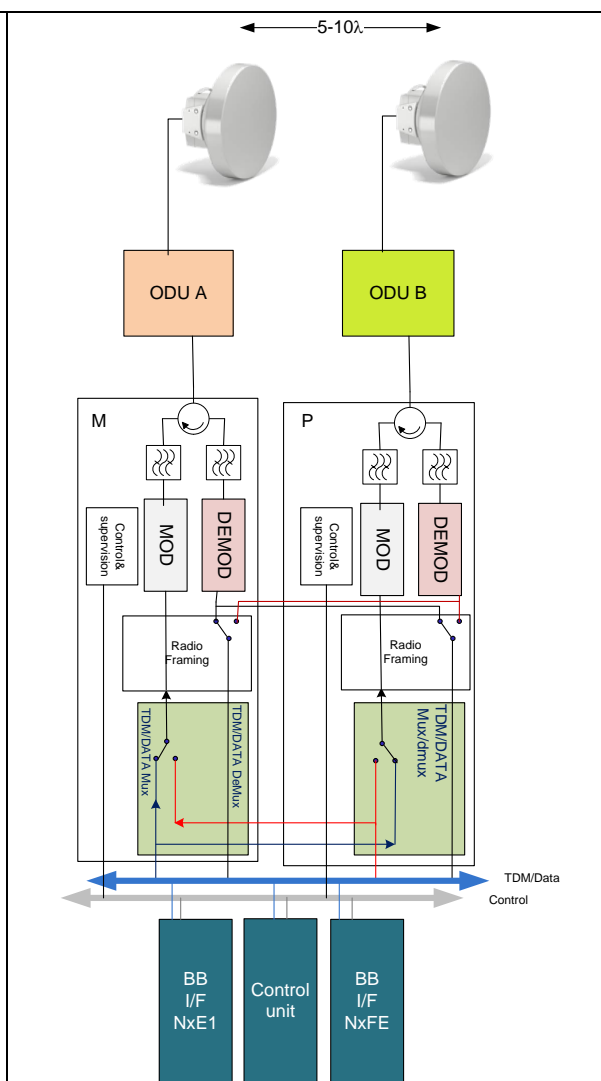 5-10λ
ODU A
ODU B
M
P
Control&
supervision
MOD
DEMOD
Control&
supervision
MOD
DEMOD
Radio
Framing
Radio
Framing
TDM/DATA Mux
TDM/DATA DeMux
TDM/DATA
Mux/dmux
TDM/Data
Control
BB
I/F
NxE1
Control
unit
BB
I/F
NxFE